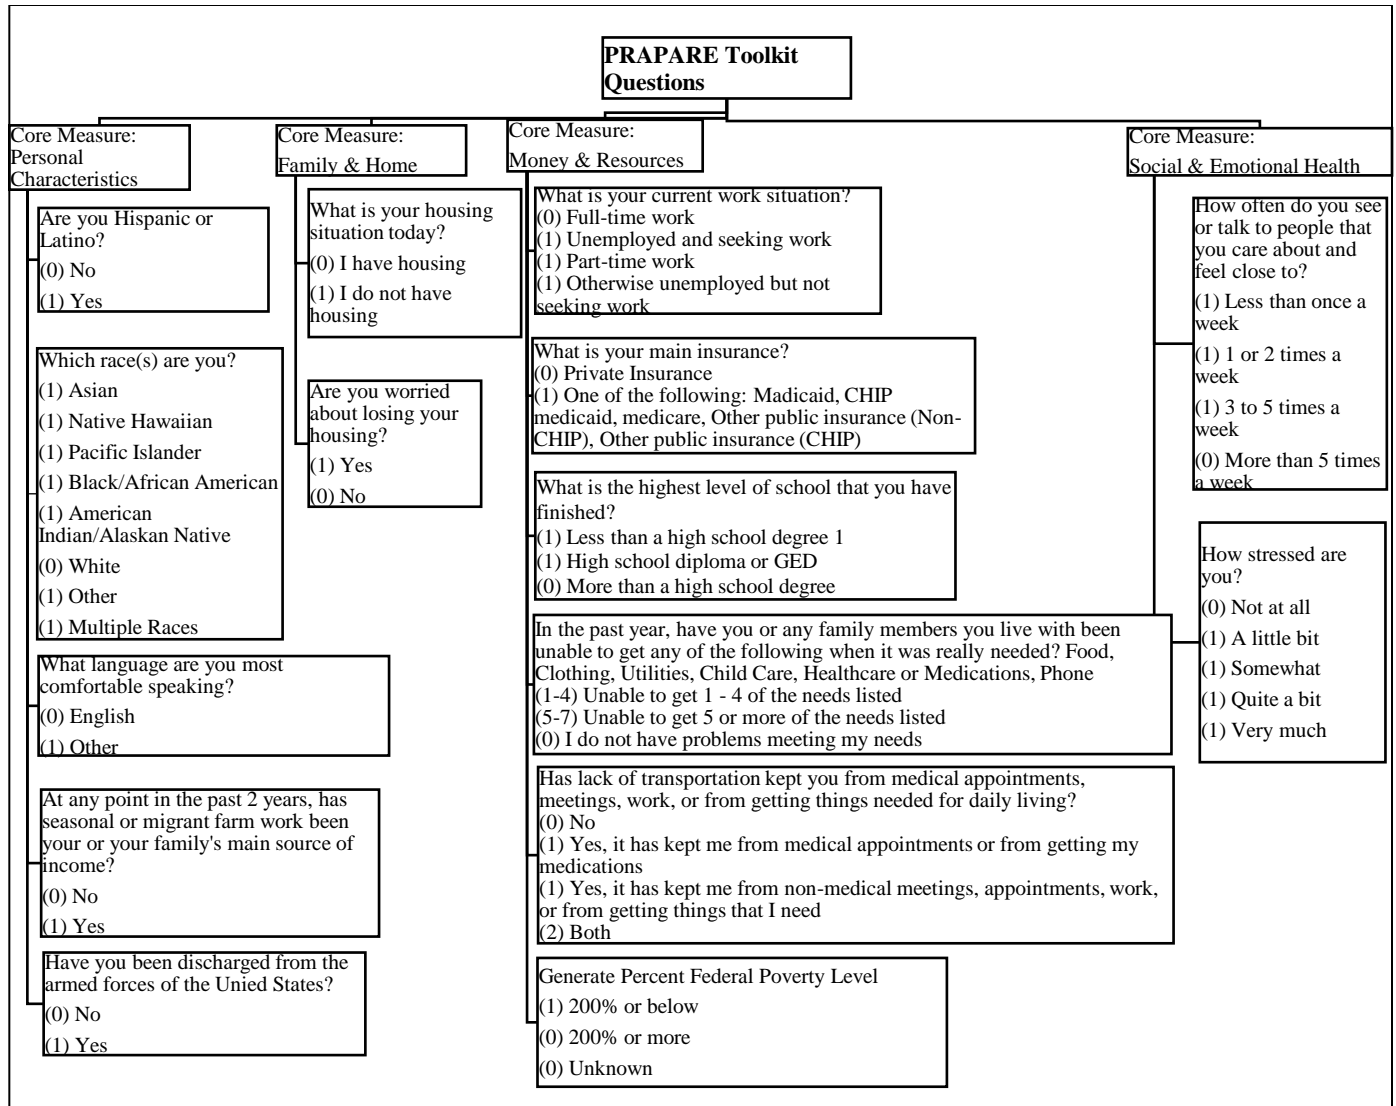 PRAPARE Toolkit
Questions
Core Measure:
Personal
Characteristics
Are you Hispanic or
Latino?
(0) No
(1) Yes
Which race(s) are you?
(1) Asian
(1) Native Hawaiian
(1) Pacific Islander
(1) Black/African American
(1) American
Indian/Alaskan Native
(0) White
(1) Other
(1) Multiple Races
What language are you most
comfortable speaking?
(0) English
(1) Other
At any point in the past 2 years, has
seasonal or migrant farm work been
your or your family's main source of
income?
(0) No
(1) Yes
Have you been discharged from the
armed forces of the Unied States?
(0) No
(1) Yes
Core Measure:
Family & Home
What is your housing
situation today?
(0) I have housing
(1) I do not have
housing
Are you worried
about losing your
housing?
(1) Yes
(0) No
Core Measure:
Money & Resources
What is your current work situation?
(0) Full-time work
(1) Unemployed and seeking work
(1) Part-time work
(1) Otherwise unemployed but not
seeking work
What is your main insurance?
(0) Private Insurance
(1) One of the following: Madicaid, CHIP
medicaid, medicare, Other public insurance (Non-
CHIP), Other public insurance (CHIP)
What is the highest level of school that you have
finished?
(1) Less than a high school degree 1
(1) High school diploma or GED
(0) More than a high school degree
In the past year, have you or any family members you live with been
unable to get any of the following when it was really needed? Food,
Clothing, Utilities, Child Care, Healthcare or Medications, Phone
(1-4) Unable to get 1 - 4 of the needs listed
(5-7) Unable to get 5 or more of the needs listed
(0) I do not have problems meeting my needs
Has lack of transportation kept you from medical appointments,
meetings, work, or from getting things needed for daily living?
(0) No
(1) Yes, it has kept me from medical appointments or from getting my
medications
(1) Yes, it has kept me from non-medical meetings, appointments, work,
or from getting things that I need
(2) Both
Generate Percent Federal Poverty Level
(1) 200% or below
(0) 200% or more
(0) Unknown
Core Measure:
Social & Emotional Health
How often do you see
or talk to people that
you care about and
feel close to?
(1) Less than once a
week
(1) 1 or 2 times a
week
(1) 3 to 5 times a
week
(0) More than 5 times
a week
How stressed are
you?
(0) Not at all
(1) A little bit
(1) Somewhat
(1) Quite a bit
(1) Very much